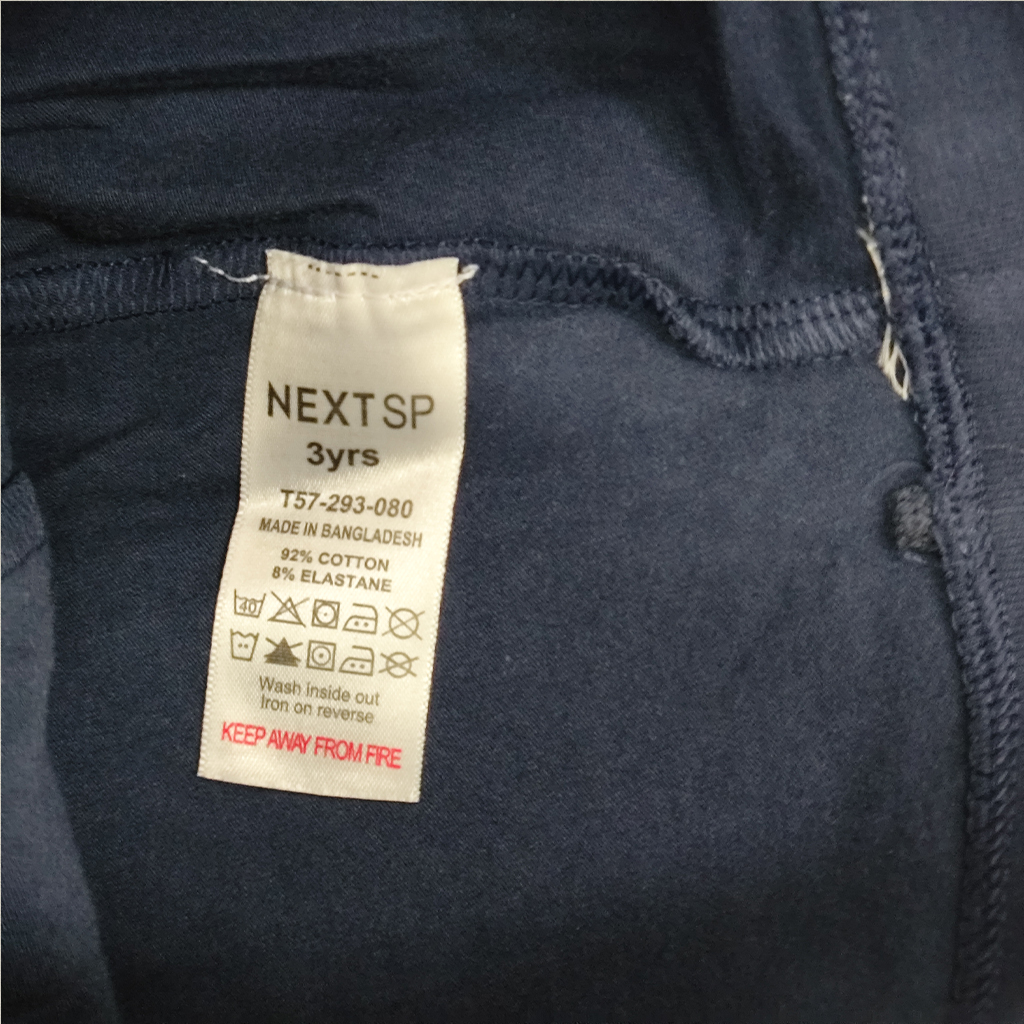 NEXT SP
3yrs
T57-293-080
MADE IN BANGLADESH
92% COTTON
8% ELASTANE
40
Wash inside out
Iron on reverse
KEEP AWAY FROM FIRE